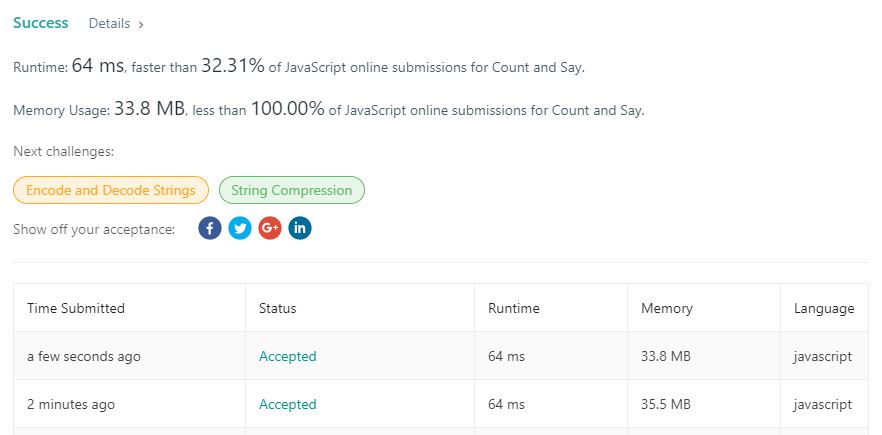 Success Details ›
Runtime: 64 ms, faster than 32.31% of JavaScript online submissions for Count and Say.
Memory Usage: 33.8 MB, less than 100.00% of JavaScript online submissions for Count and Say.
Next challenges:
Encode and Decode Strings String Compression
Show off your acceptance: f G+ in
Time Submitted Status Runtime Memory Language
a few seconds ago Accepted 64 ms 33.8 MB javascript
2 minutes ago Accepted 64 ms 35.5 MB javascript